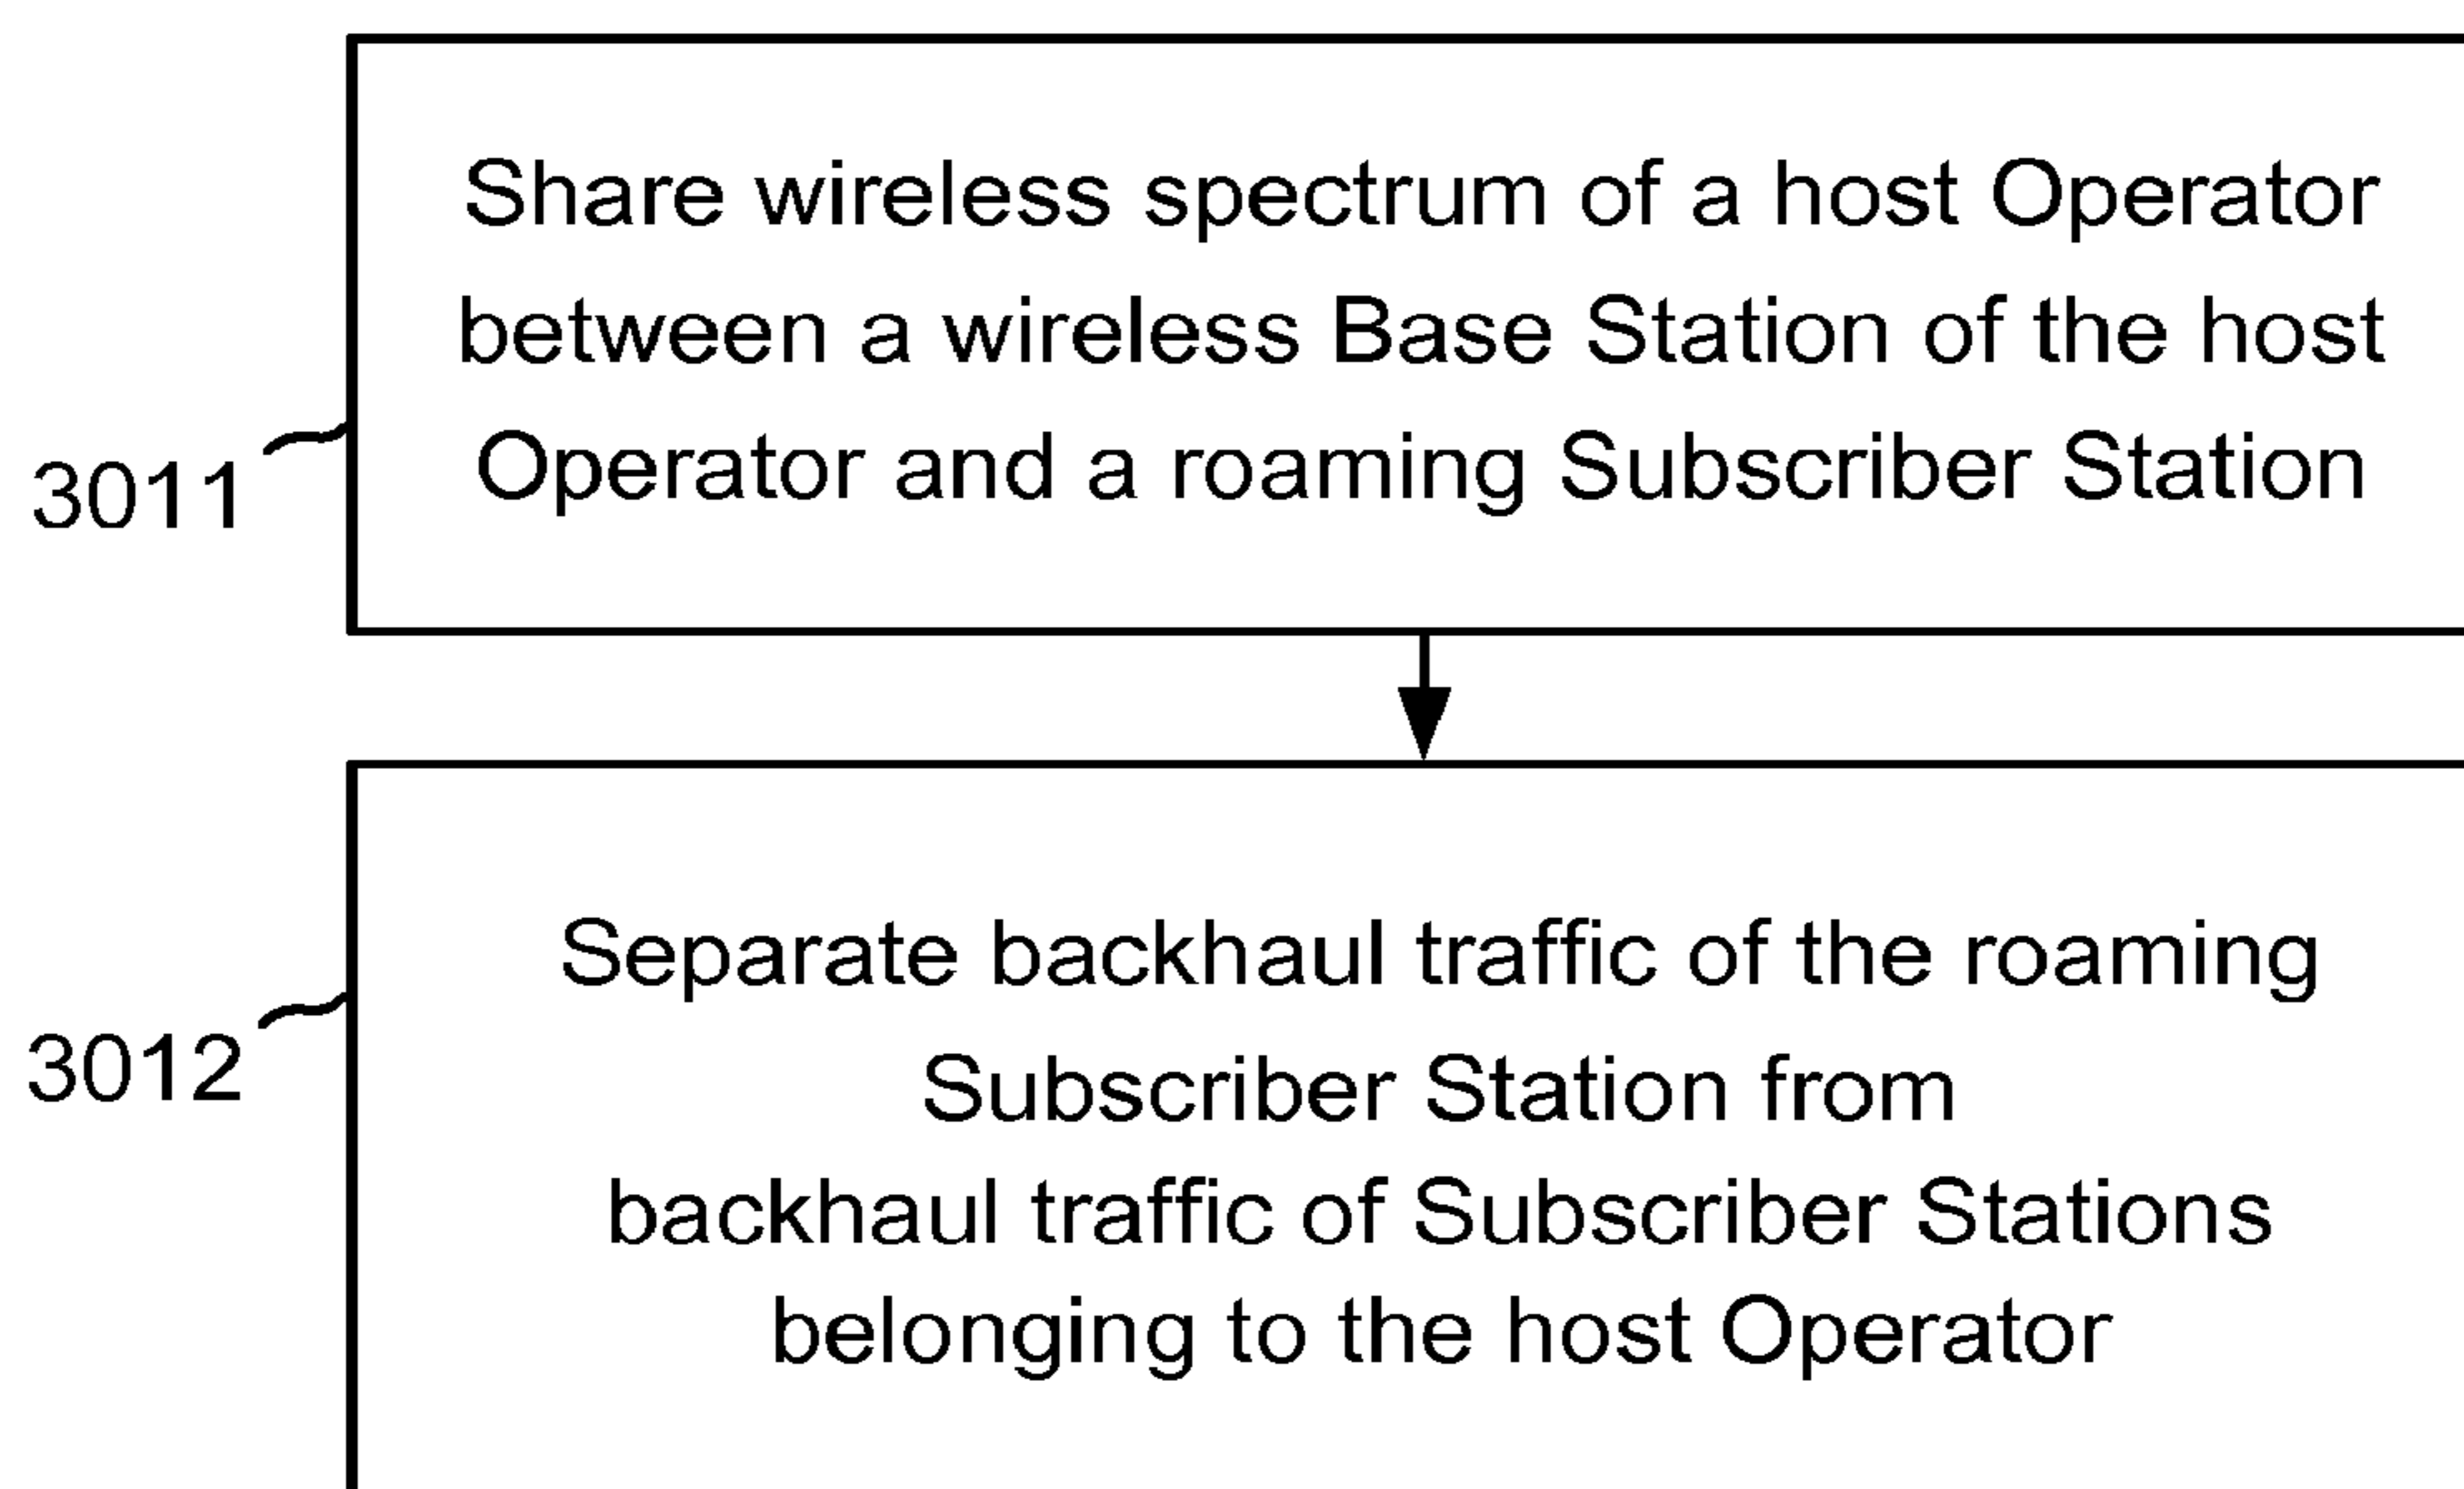 Share wireless spectrum of a host Operator
between a wireless Base Station of the host
Operator and a roaming Subscriber Station
3011
Separate backhaul traffic of the roaming
Subscriber Station from
backhaul traffic of Subscriber Stations
belonging to the host Operator
3012